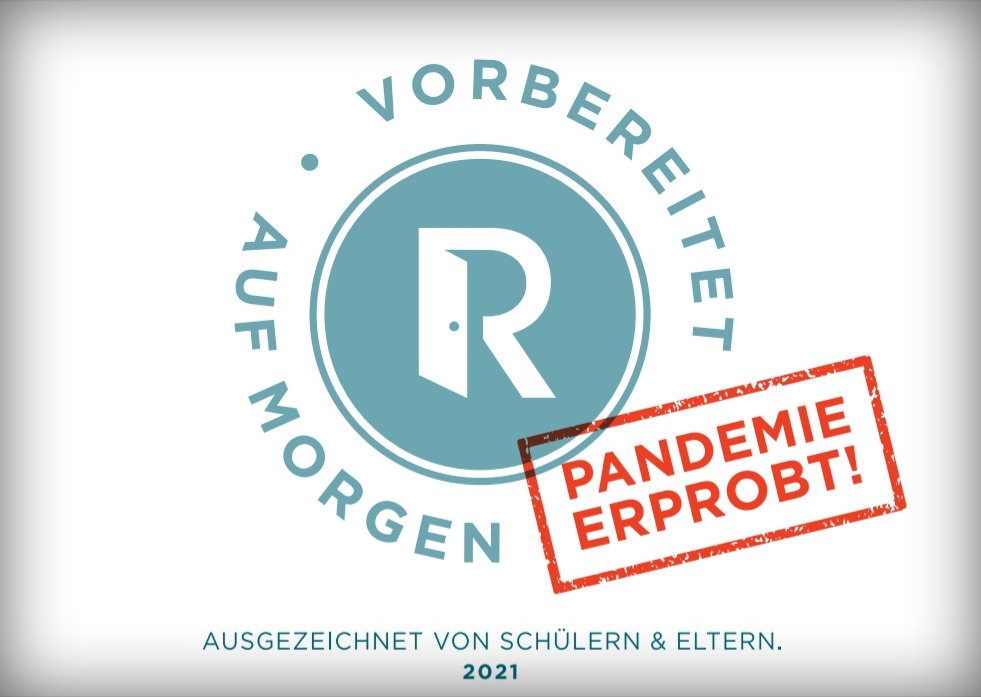 VORBEREITET
AUF MORGEN
R
PANDEMIE
ERPROBT!
AUSGEZEICHNET VON SCHÜLERN & ELTERN.
2021